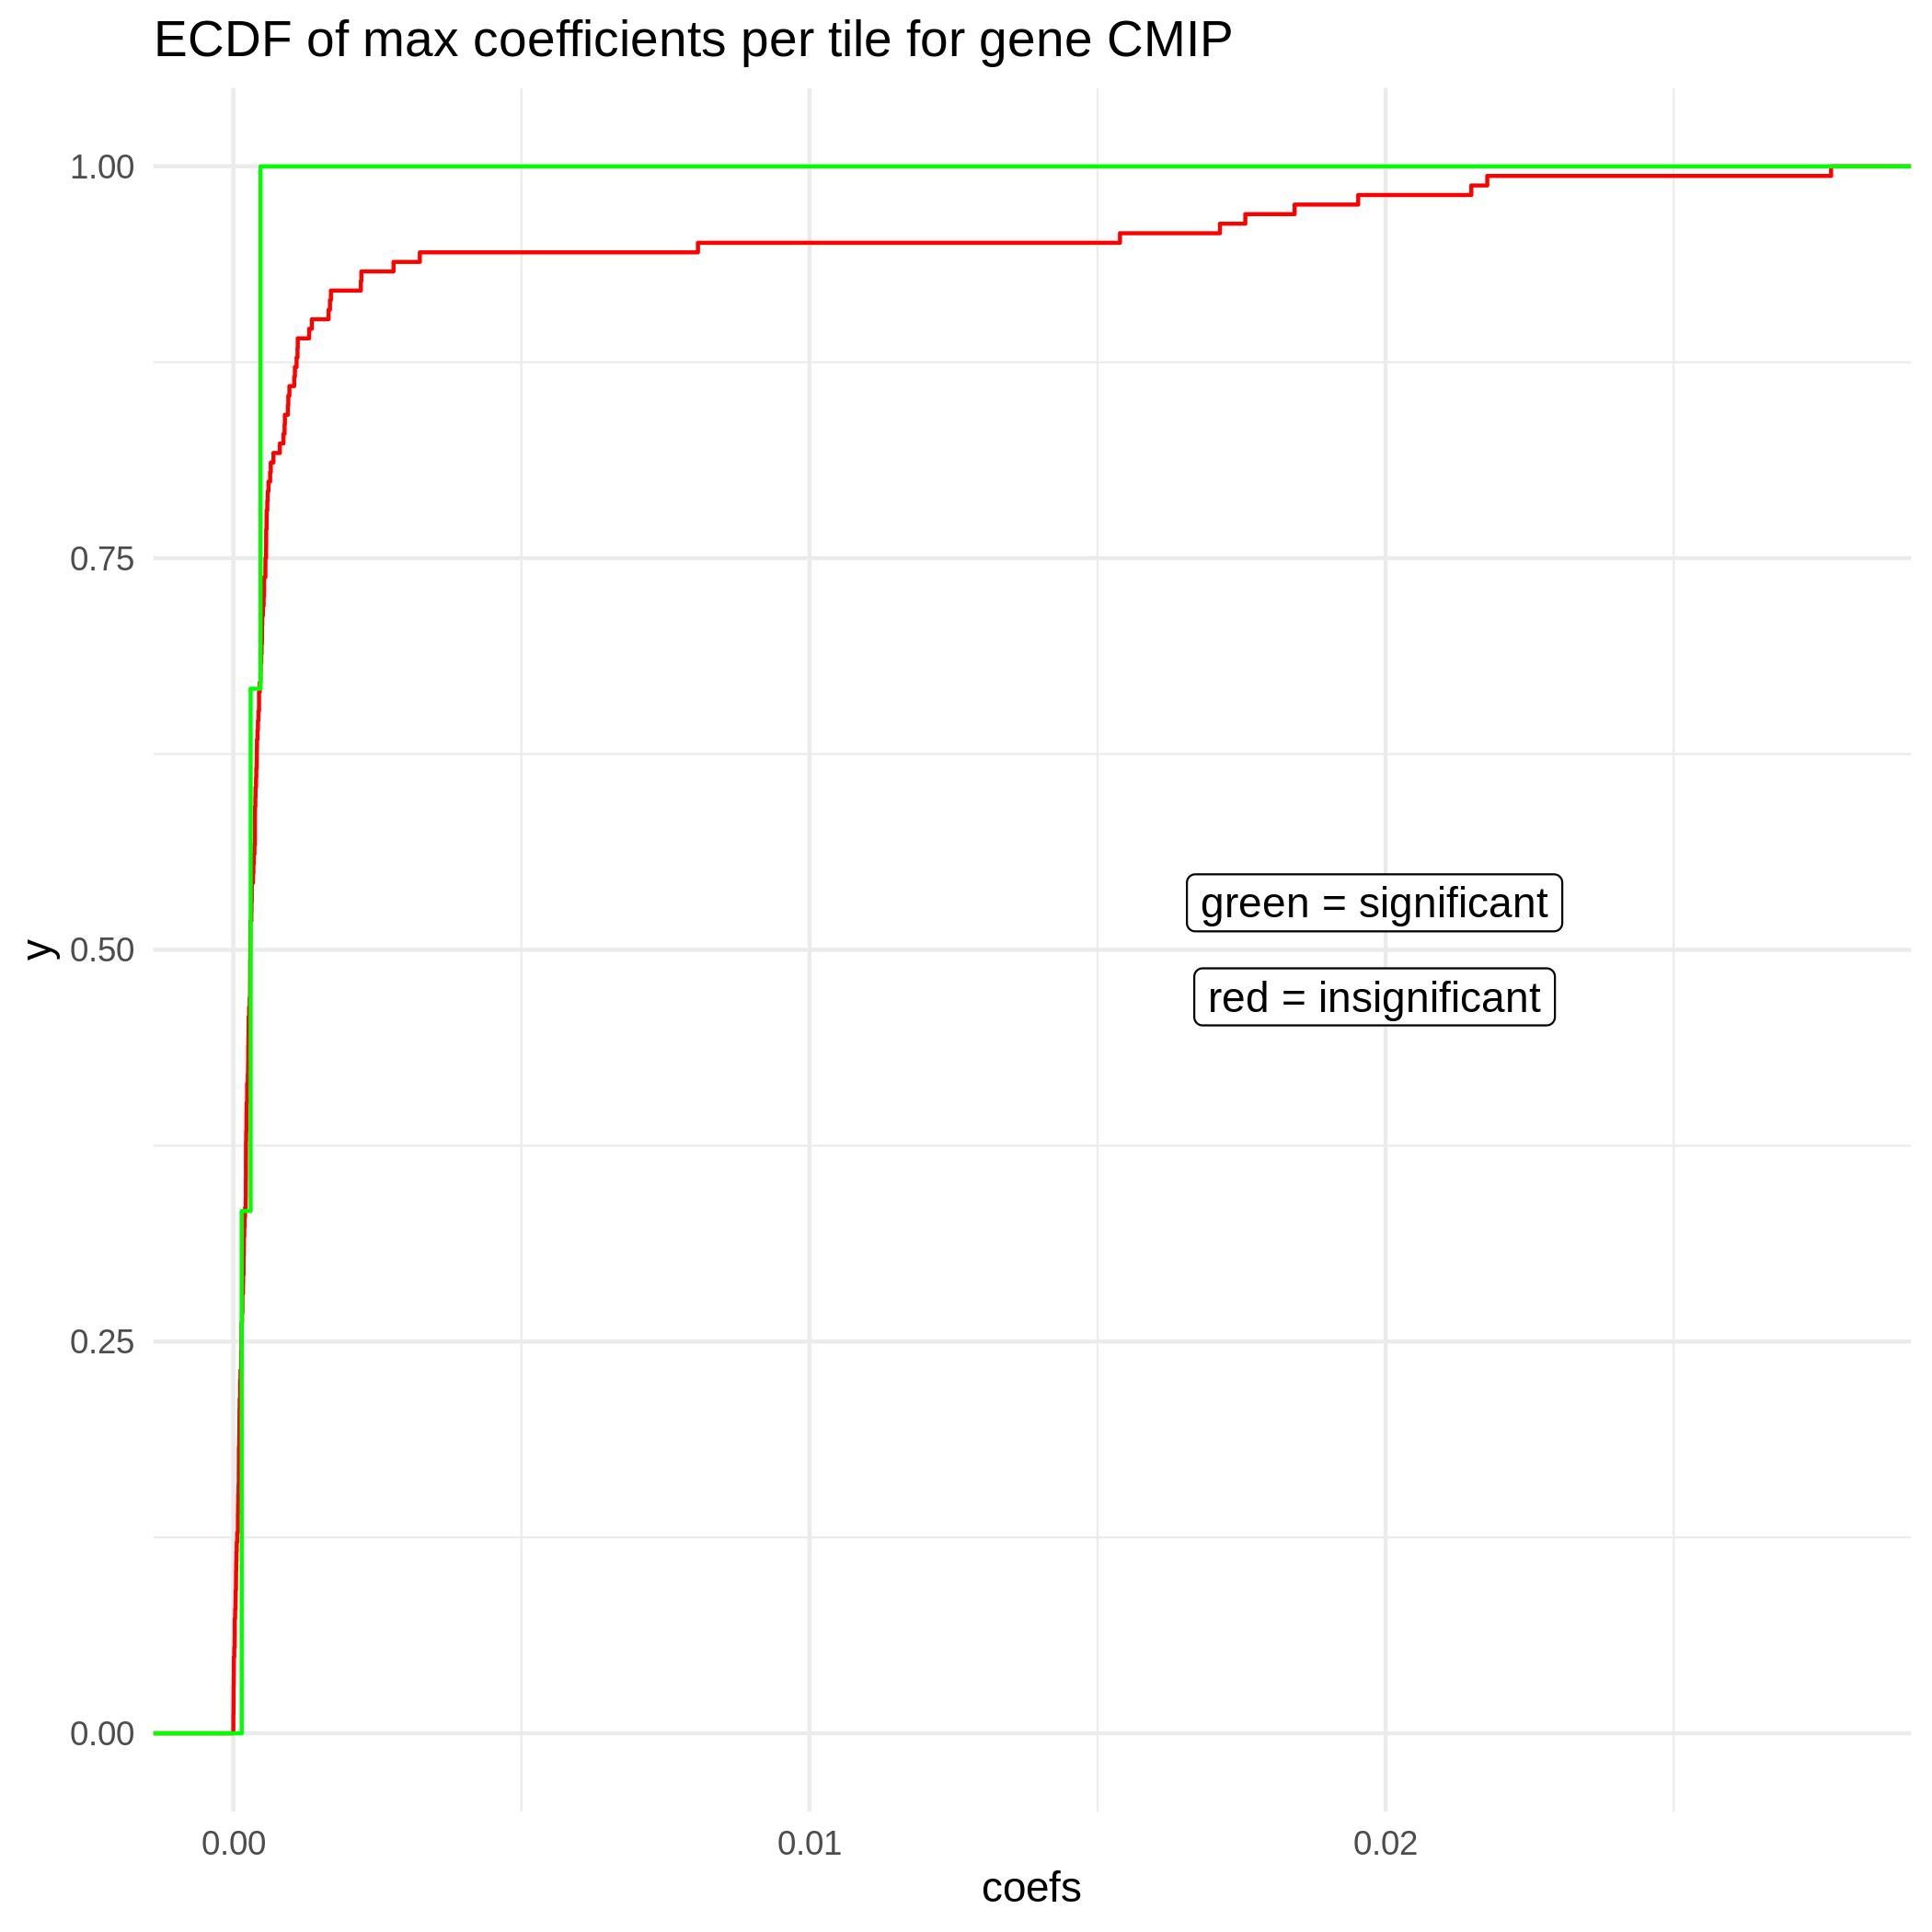 ECDF of max coefficients per tile for gene CMIP
1.00
0.75
0.50
0.25
0.00
y
green = significant
red = insignificant
0.00
0.01
0.02
coefs